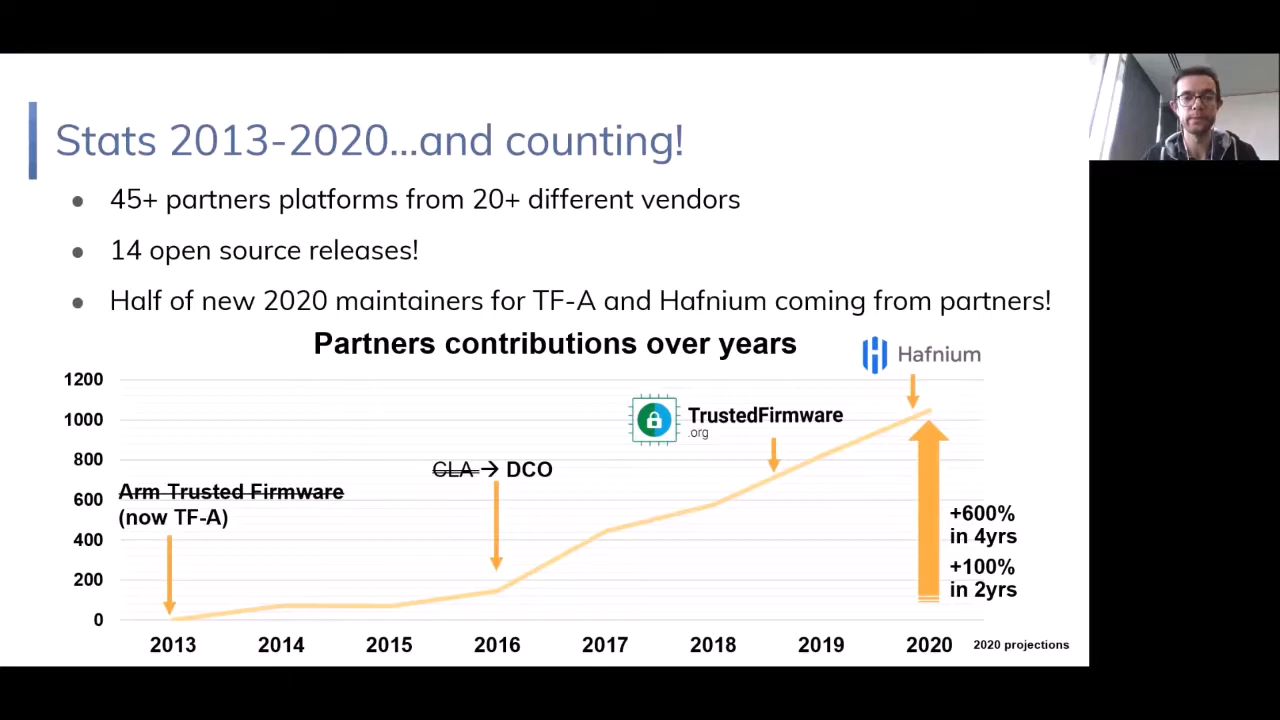 Stats 2013-2020...and counting!
● 45+ partners platforms from 20+ different vendors
● 14 open source releases!
● Half of new 2020 maintainers for TF-A and Hafnium coming from partners!
Partners contributions over years
Hafnium
TrustedFirmware
.org
CLA → DCO
Arm Trusted Firmware
(now TF-A)
+600%
in 4yrs
+100%
in 2yrs
1200
1000
800
600
400
200
0
2013 2014 2015 2016 2017 2018 2019 2020
2020 projections